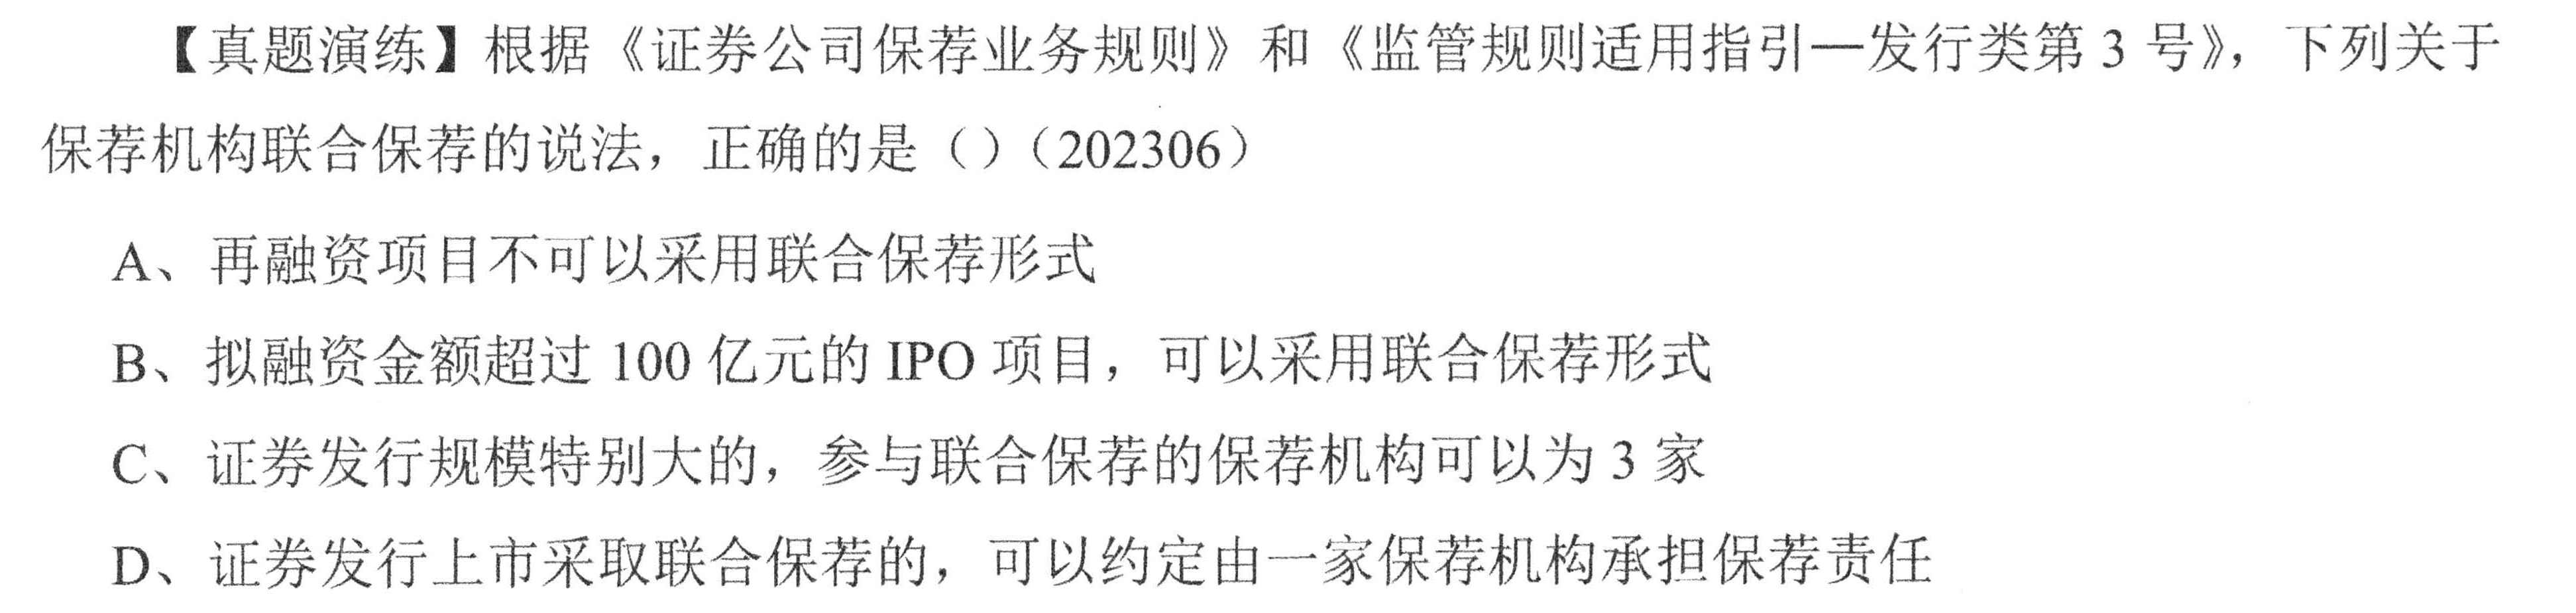 【真题演练】根据《证券公司保荐业务规则》和《监管规则适用指引—发行类第 3 号》，下列关于
保荐机构联合保荐的说法，正确的是（）（202306）
A、再融资项目不可以采用联合保荐形式
B、拟融资金额超过 100 亿元的 IPO 项目，可以采用联合保荐形式
C、证券发行规模特别大的，参与联合保荐的保荐机构可以为 3 家
D、证券发行上市采取联合保荐的，可以约定由一家保荐机构承担保荐责任